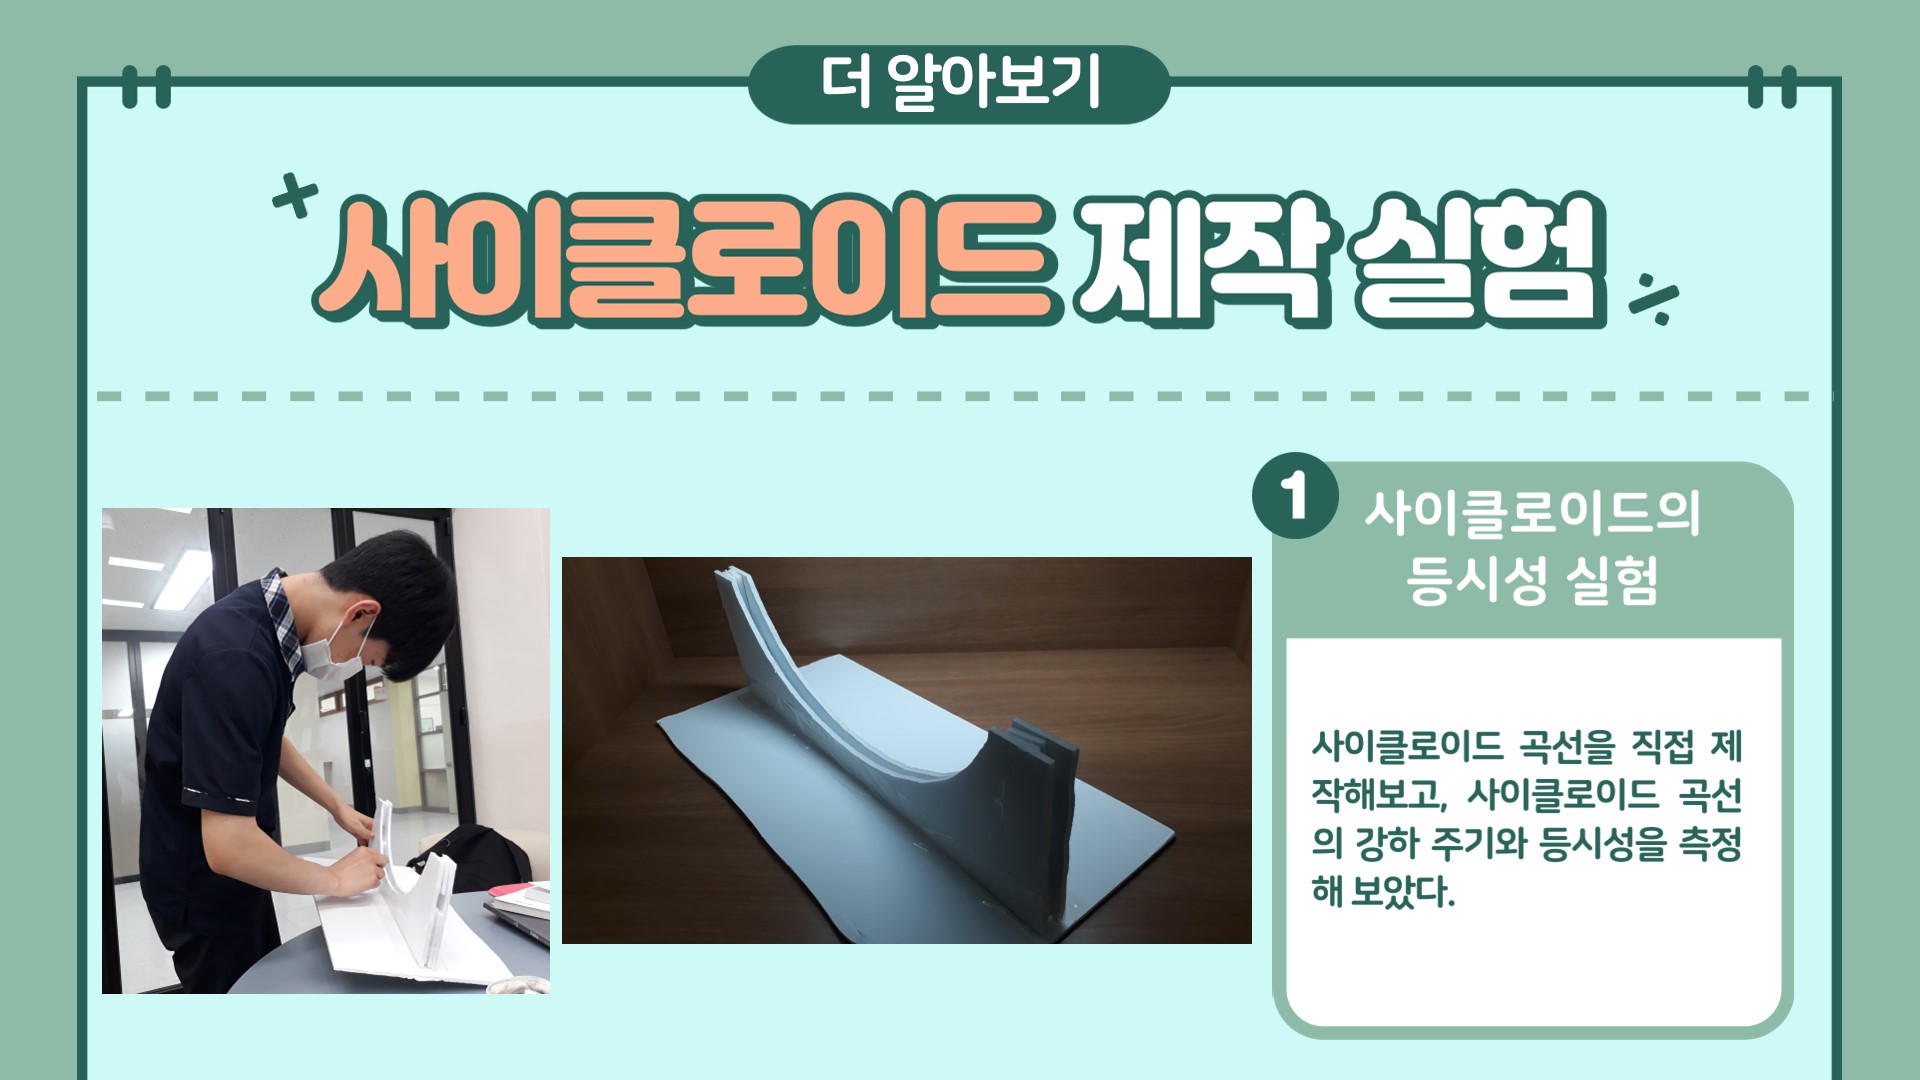 더 알아보기
사이클로이드 제작 실험
1
사이클로이드의
등시성 실험
사이클로이드 곡선을 직접 제
작해보고, 사이클로이드 곡선
의 강하 주기와 등시성을 측정
해 보았다.